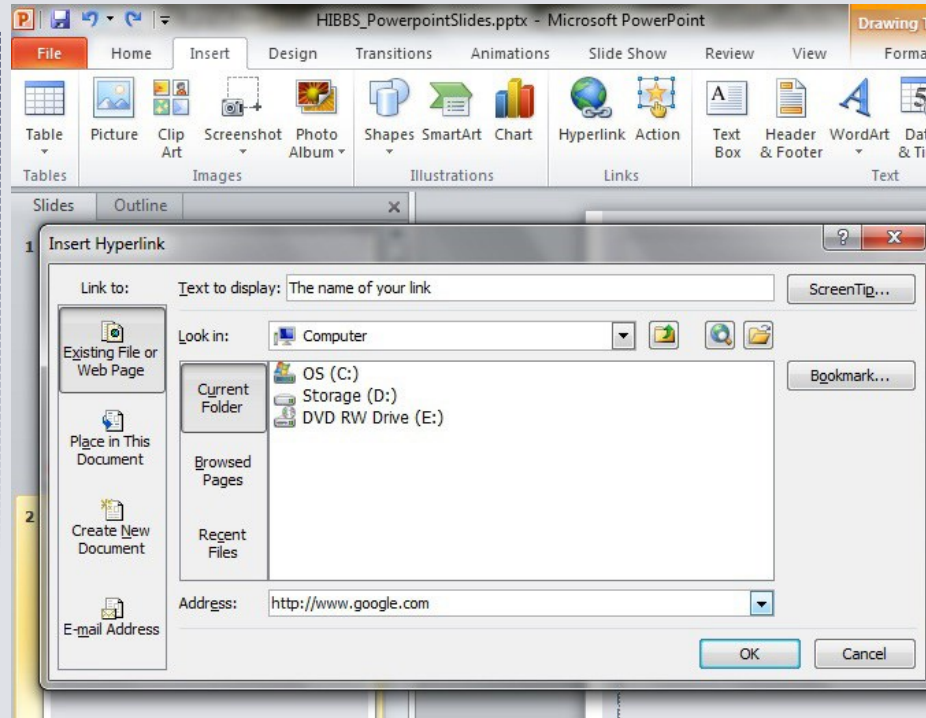 P
HIBBS_PowerpointSlides.pptx - Microsoft PowerPoint
Drawing
File Home Insert Design Transitions Animations Slide Show Review View
A
Table Picture Clip Art Screenshot Photo Album Shapes SmartArt Chart Hyperlink Action Text Box Header & Footer WordArt
Tables Images Illustrations Links Text
Slides Outline
1
Insert Hyperlink
Link to:
Text to display: The name of your link
ScreenTip...
Existing File or
Web Page
Look in: Computer
Current
Folder
OS (C:)
Storage (D:)
DVD RW Drive (E:)
Bookmark...
Place in This
Document
Browsed
Pages
2
Create New
Document
Recent
Files
E-mail Address
Address: http://www.google.com
OK Cancel